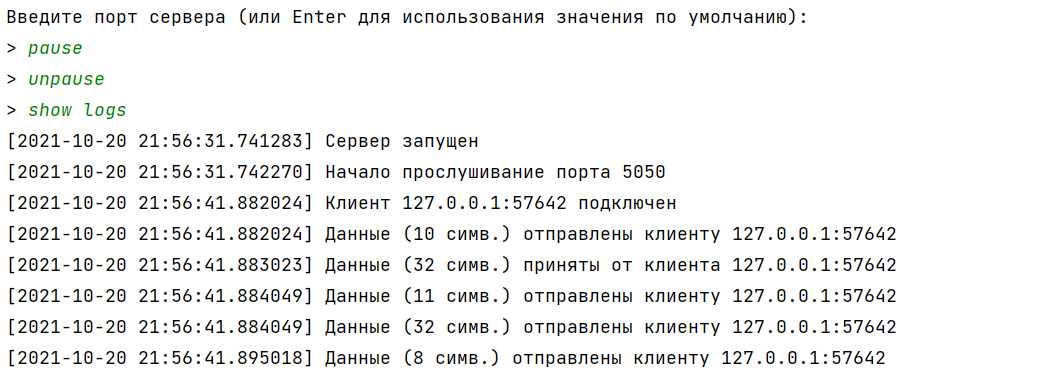 Введите порт сервера (или Enter для использования значения по умолчанию):
> pause
> unpause
> show logs
[2021-10-20 21:56:31.741283] Сервер запущен
[2021-10-20 21:56:31.742270] Начало прослушивание порта 5050
[2021-10-20 21:56:41.882024] Клиент 127.0.0.1:57642 подключен
[2021-10-20 21:56:41.882024] Данные (10 симв.) отправлены клиенту 127.0.0.1:57642
[2021-10-20 21:56:41.883023] Данные (32 симв.) приняты от клиента 127.0.0.1:57642
[2021-10-20 21:56:41.884049] Данные (11 симв.) отправлены клиенту 127.0.0.1:57642
[2021-10-20 21:56:41.884049] Данные (32 симв.) отправлены клиенту 127.0.0.1:57642
[2021-10-20 21:56:41.895018] Данные (8 симв.) отправлены клиенту 127.0.0.1:57642